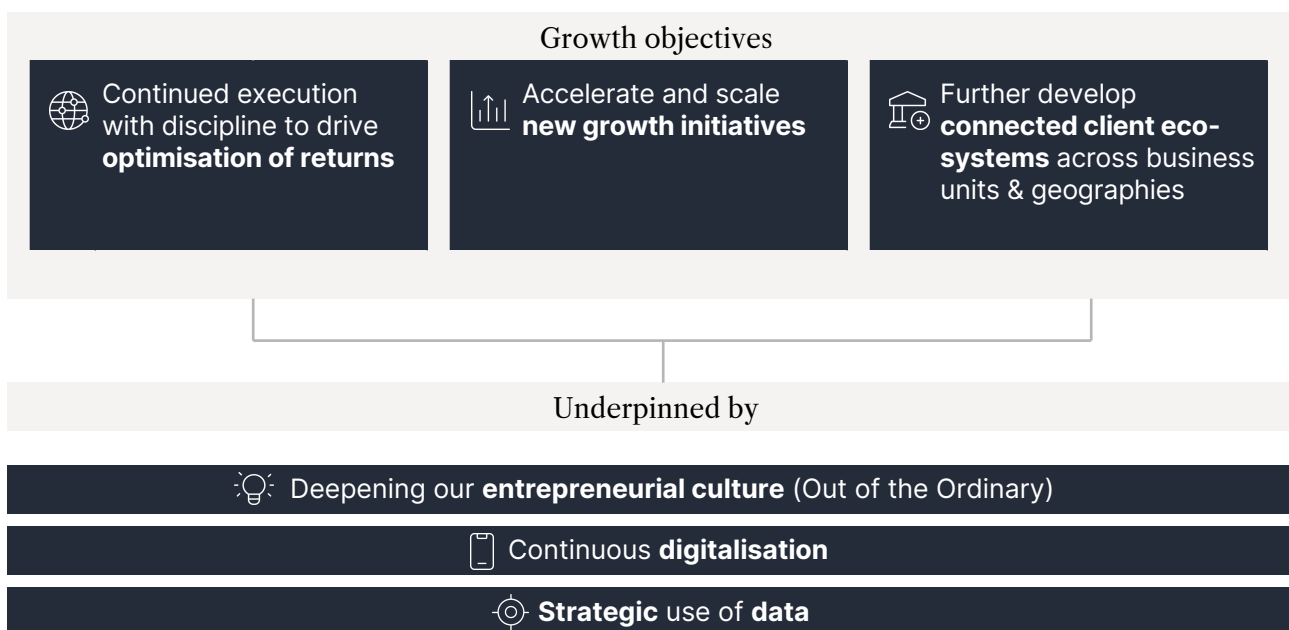 Growth objectives
Continued execution
with discipline to drive
optimisation of returns
Accelerate and scale
new growth initiatives
Further develop
connected client eco-
systems across business
units & geographies
Underpinned by
Deepening our entrepreneurial culture (Out of the Ordinary)
Continuous digitalisation
Strategic use of data